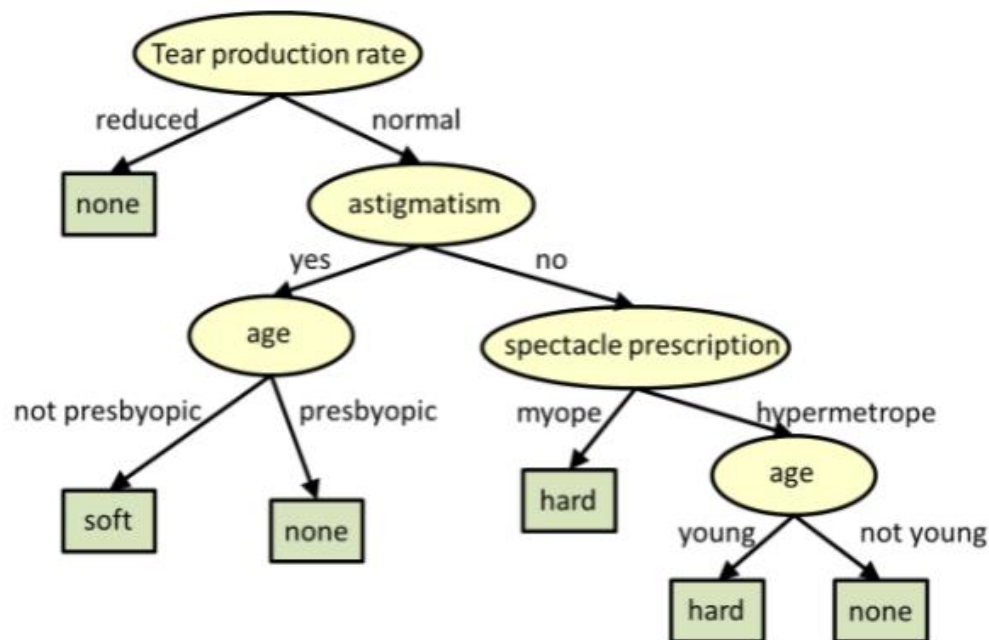 Tear production rate
reduced
normal
none
astigmatism
yes
no
age
spectacle prescription
not presbyopic
presbyopic
myope
hypermetrope
soft
none
hard
age
young
not young
hard
none